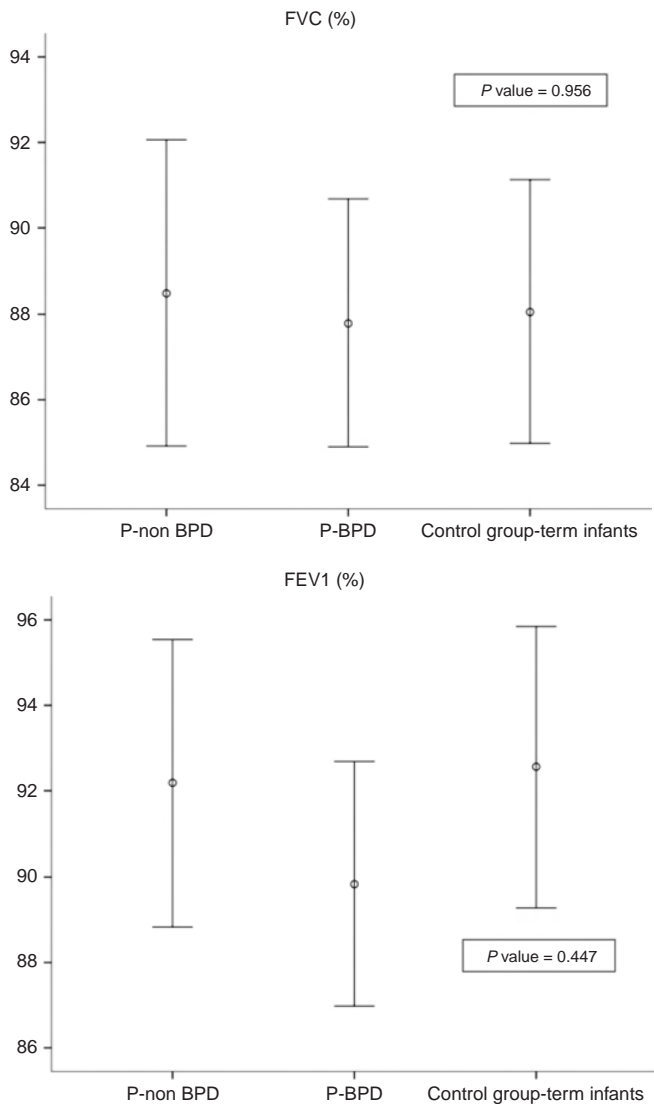 FVC (%)
94
P value = 0.956
92
90
88
86
84
P-non BPD P-BPD Control group-term infants
FEV1 (%)
96
94
92
90
P value = 0.447
88
86
P-non BPD P-BPD Control group-term infants